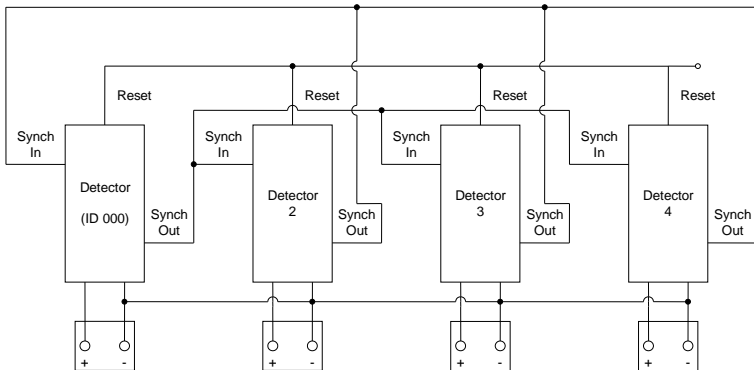 Reset
Reset
Reset
Reset
Synch
In
Synch
In
Synch
In
Synch
In
Detector
(ID 000)
Detector
2
Detector
3
Detector
4
Synch
Out
Synch
Out
Synch
Out
Synch
Out
+ -
+ -
+ -
+ -